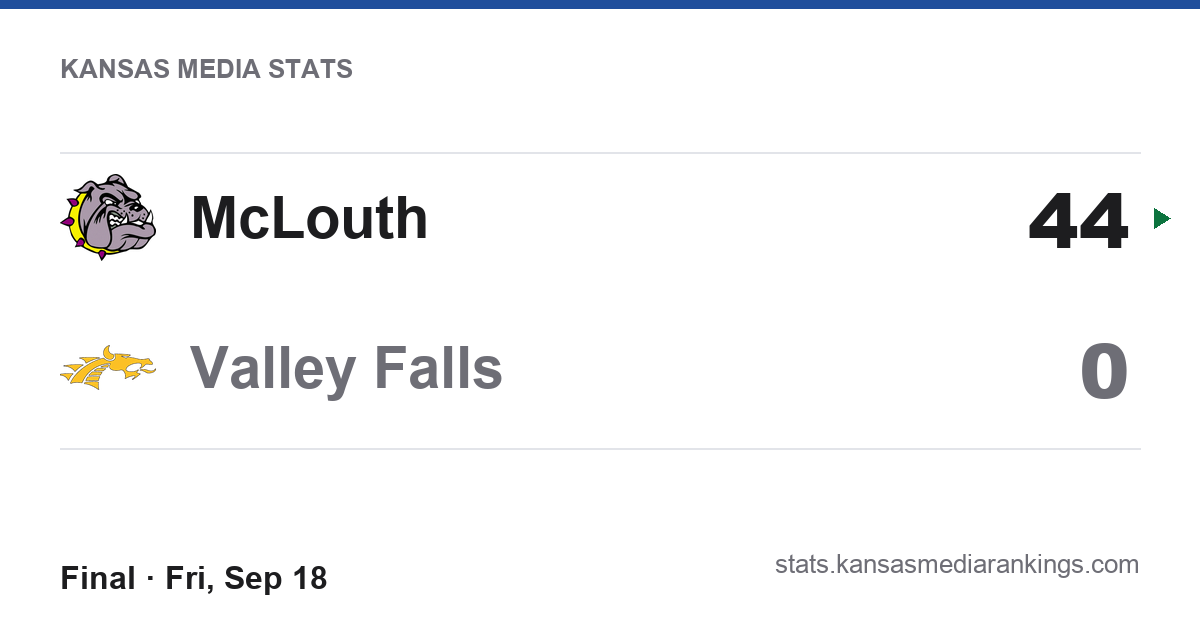 KANSAS MEDIA STATS
McLouth 44
Valley Falls 0
Final · Fri, Sep 18
stats.kansasmediarankings.com